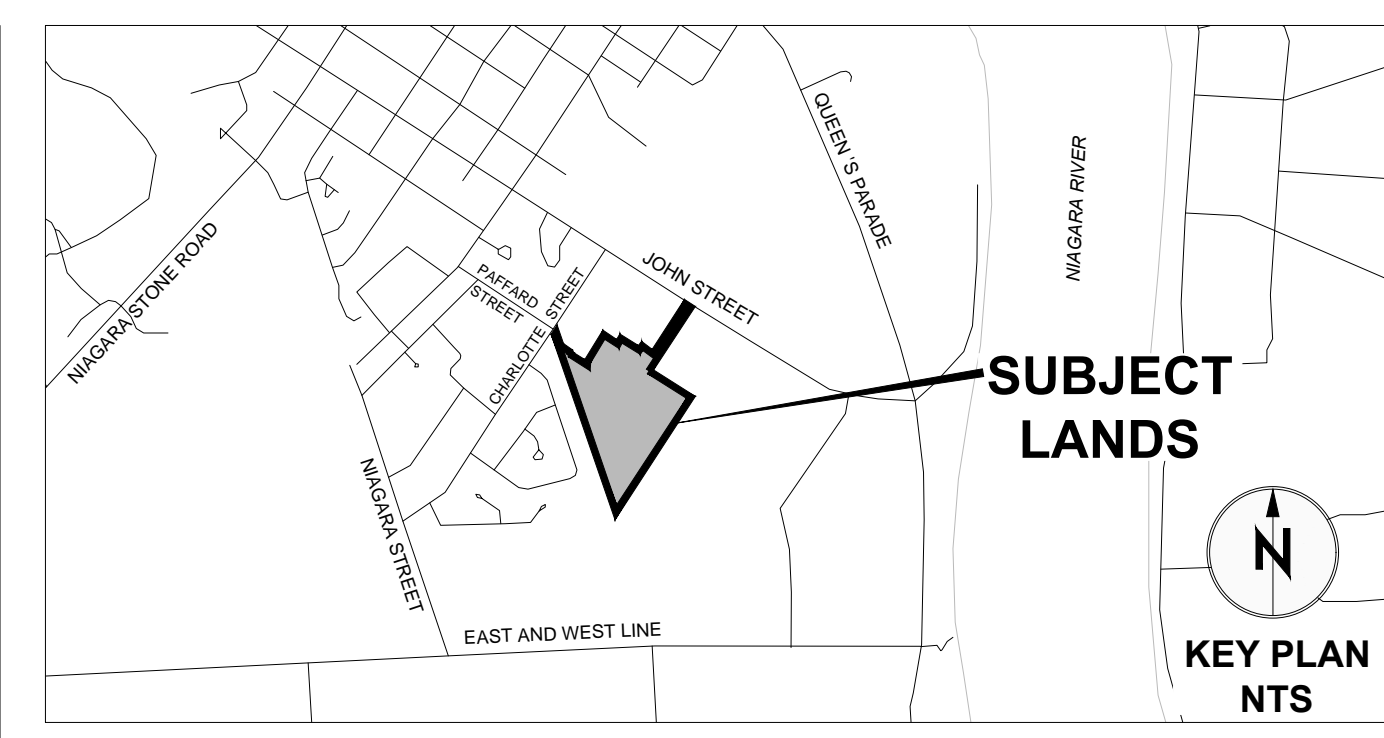 QUEEN'S PARADE
NIAGARA RIVER
NIAGARA STONE ROAD
JOHN STREET
PAFFARD
STREET
CHARLOTTE STREET
SUBJECT
LANDS
NIAGARA STREET
N
EAST AND WEST LINE
KEY PLAN
NTS